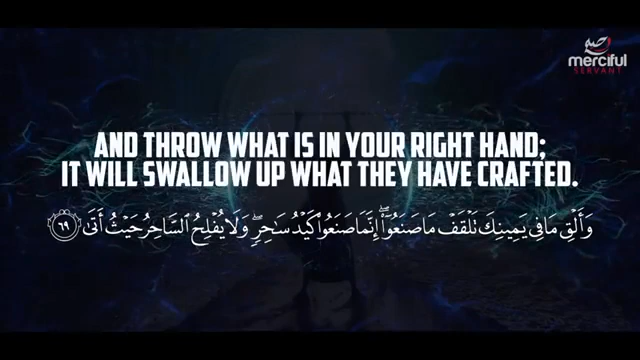 merciful
SERVANT
AND THROW WHAT IS IN YOUR RIGHT HAND;
IT WILL SWALLOW UP WHAT THEY HAVE CRAFTED.
وَأَلْقِ مَا فِي يَمِينِكَ تَلْقَفْ مَا صَنَعُوٓا۟ ۖ إِنَّمَا صَنَعُوا۟ كَيْدُ سَـٰحِرٍ ۖ وَلَا يُفْلِحُ ٱلسَّاحِرُ حَيْثُ أَتَىٰ ٦٩